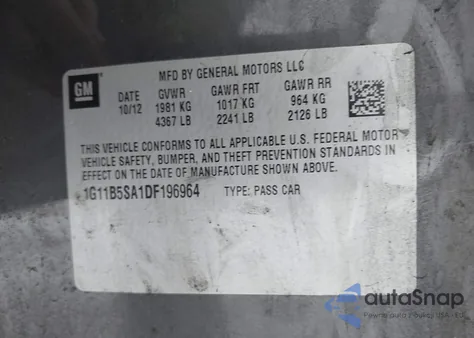 GM
MFD BY GENERAL MOTORS LLC
DATE GVWR GAWR FRT GAWR RR
10/12 1981 KG 1017 KG 964 KG
4367 LB 2241 LB 2126 LB
THIS VEHICLE CONFORMS TO ALL APPLICABLE U.S. FEDERAL MOTOR
VEHICLE SAFETY, BUMPER, AND THEFT PREVENTION STANDARDS IN
EFFECT ON THE DATE OF MANUFACTURE SHOWN ABOVE.
1G11B5SA1DF196964 TYPE: PASS CAR
autaSnap